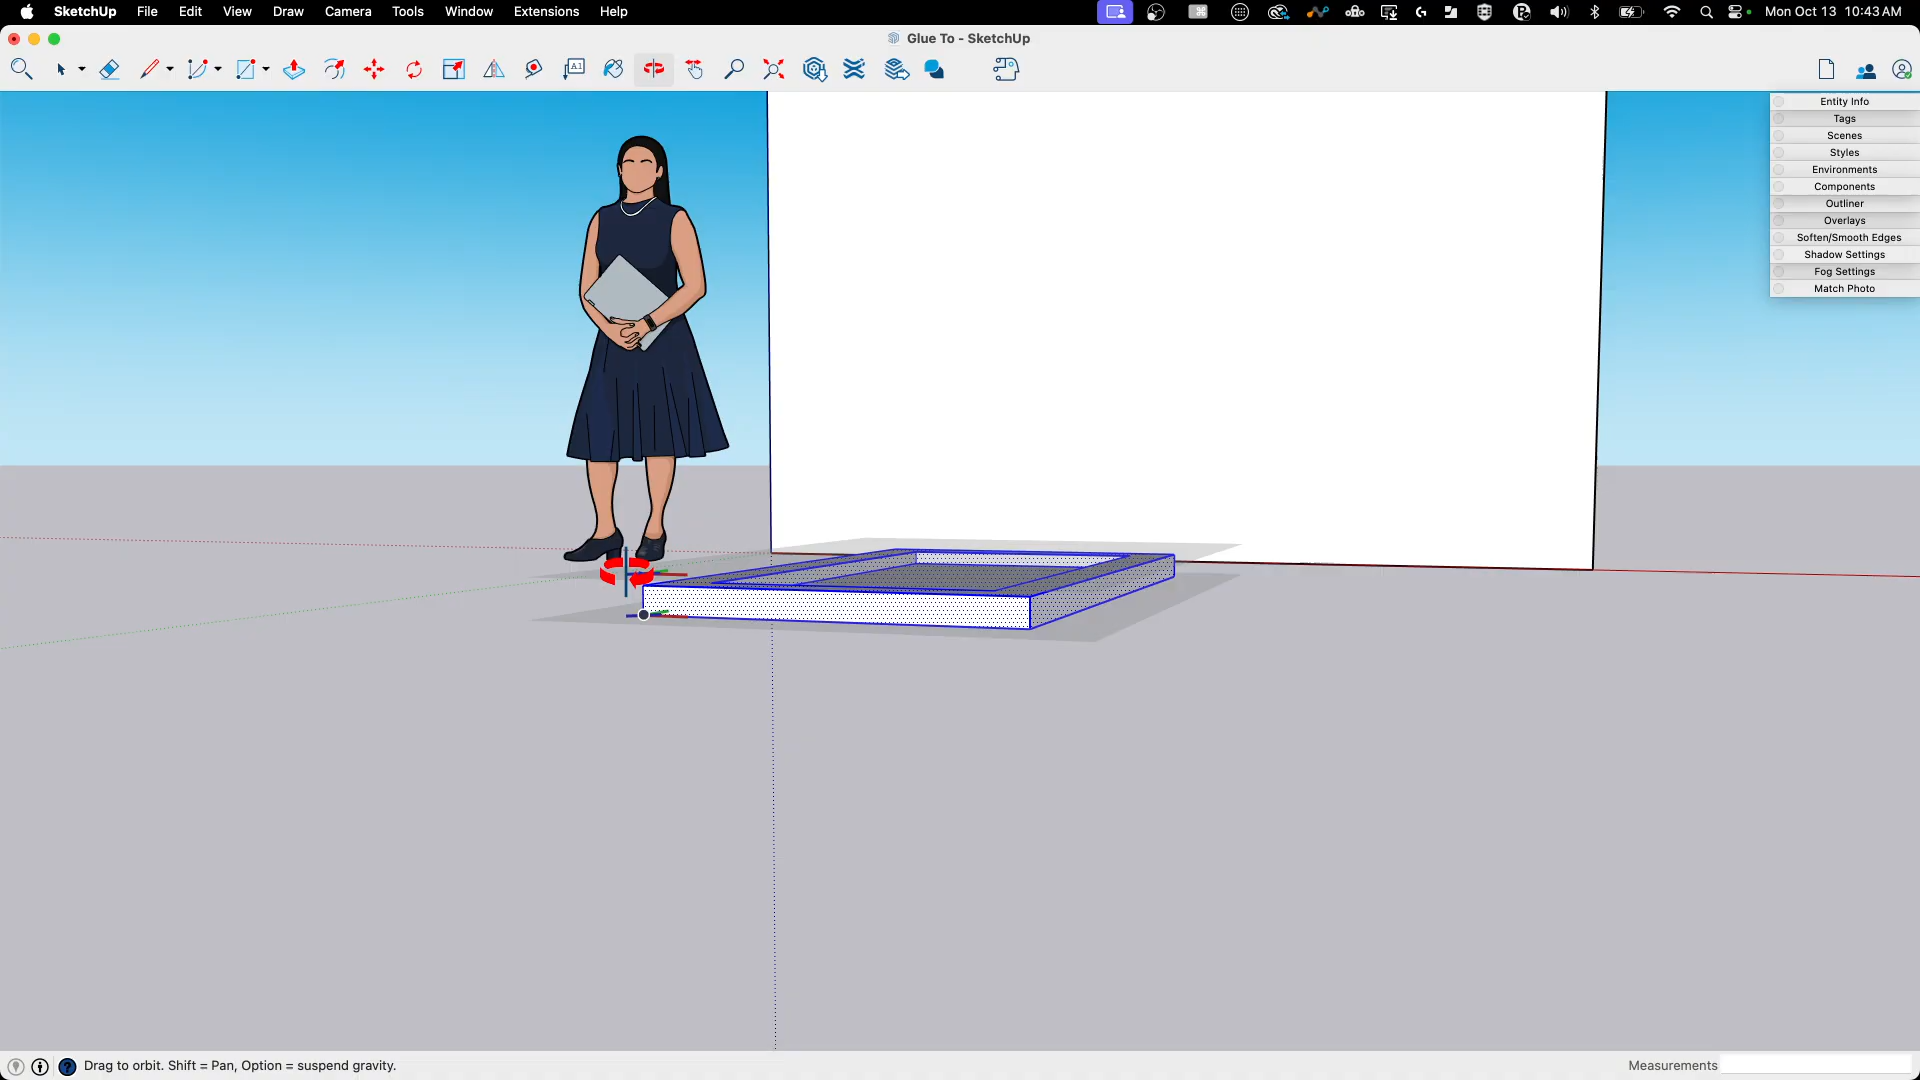 SketchUp File Edit View Draw Camera Tools Window Extensions Help Mon Oct 13 10:43 AM
Glue To - SketchUp
A1
Entity Info
Tags
Scenes
Styles
Environments
Components
Outliner
Overlays
Soften/Smooth Edges
Shadow Settings
Fog Settings
Match Photo
Drag to orbit. Shift = Pan, Option = suspend gravity. Measurements